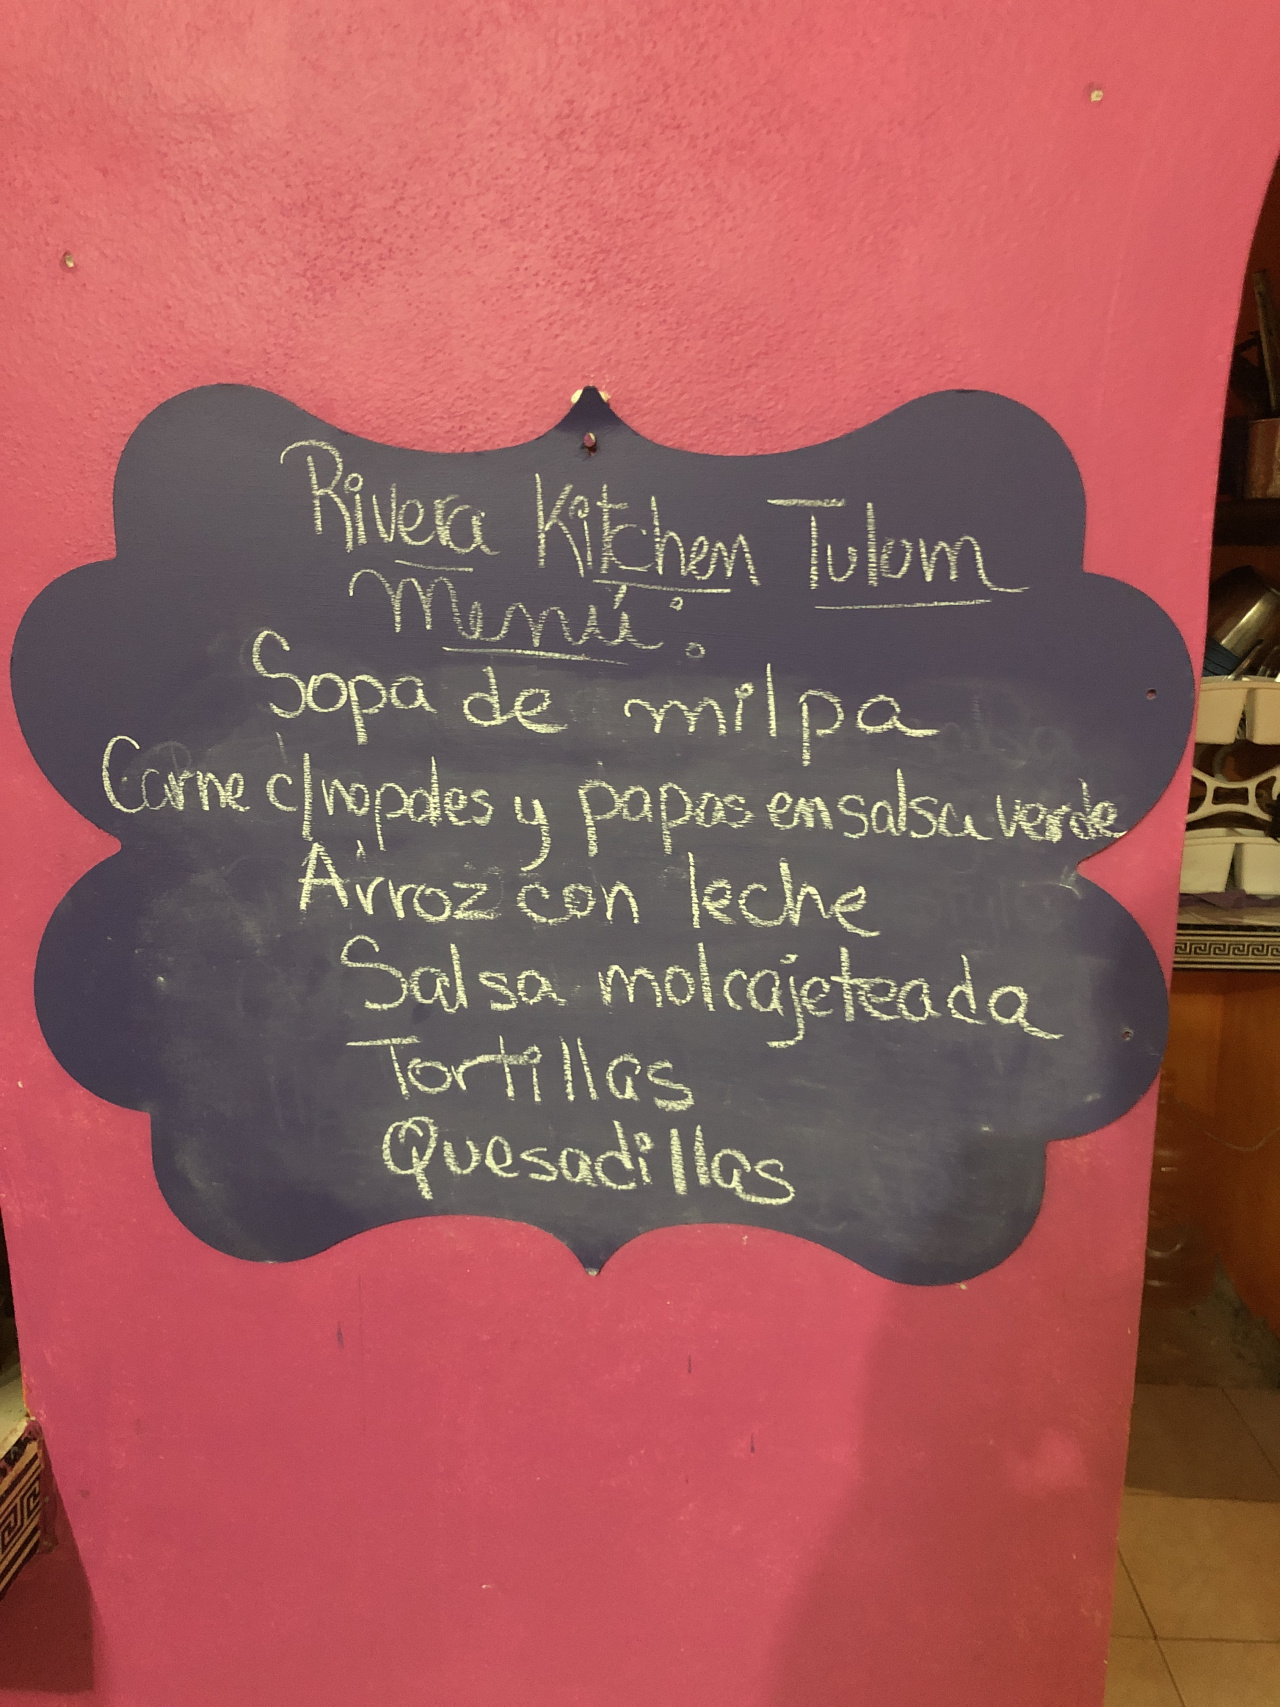 Rivera Kitchen Tulum
Menú:
Sopa de milpa
Carne c/nopales y papas en salsa verde
Arroz con leche
Salsa molcajeteada
Tortillas
Quesadillas